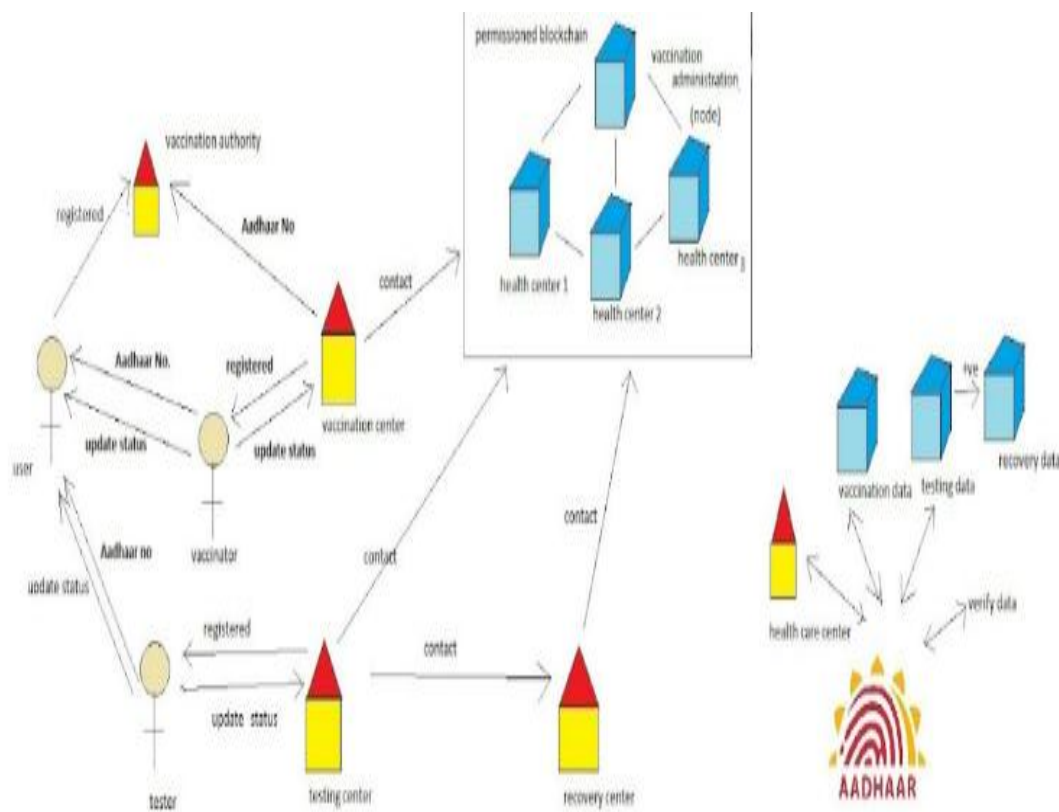 permissioned blockchain
vaccination
administration
(node)
health center 1
health center 2
health center 3
vaccination authority
registered
Aadhaar No
contact
Aadhaar No.
registered
vaccination center
update status
update status
user
vaccinator
Aadhaar no
update status
registered
update status
tester
testing center
contact
contact
contact
recovery center
+ve
vaccination data
testing data
recovery data
health care center
verify data
AADHAAR